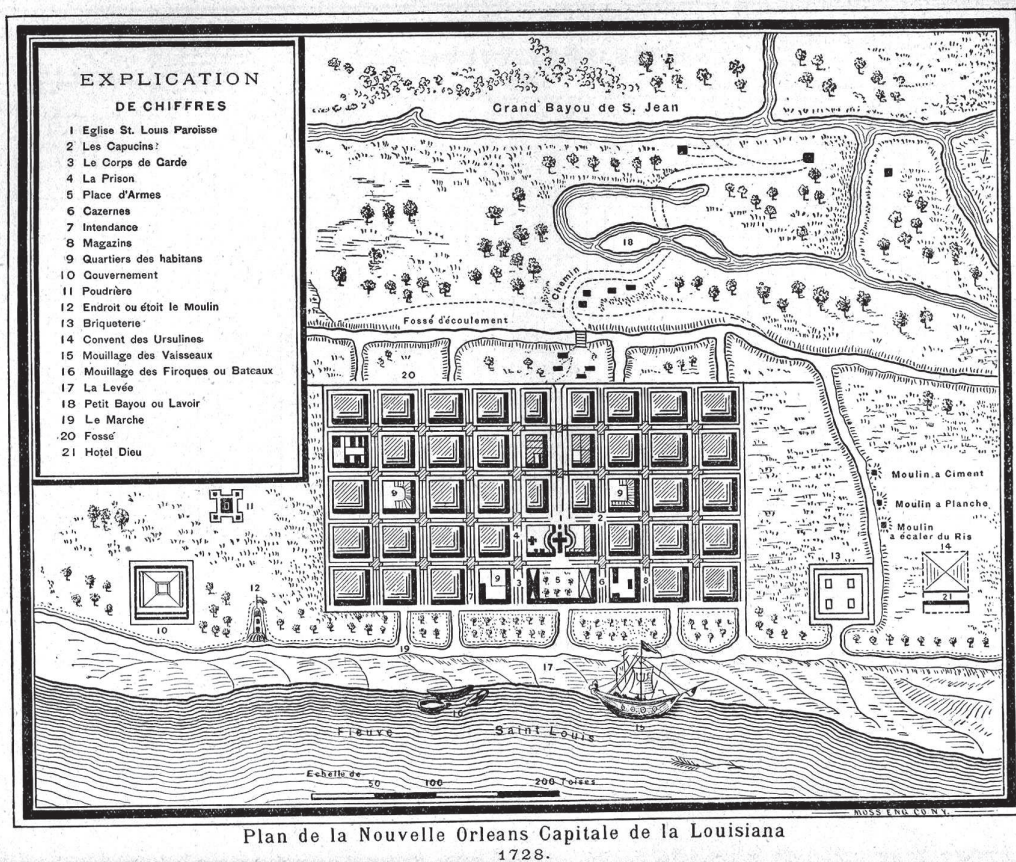 EXPLICATION
DE CHIFFRES
1 Eglise St. Louis Paroisse
2 Les Capucins
3 Le Corps de Garde
4 La Prison
5 Place d'Armes
6 Cazernes
7 Intendance
8 Magazins
9 Quartiers des habitans
10 Gouvernement
11 Poudrière
12 Endroit ou étoit le Moulin
13 Briqueterie
14 Convent des Ursulines
15 Mouillage des Vaisseaux
16 Mouillage des Firoques ou Batcaux
17 La Levée
18 Petit Bayou ou Lavoir
19 Le Marche
20 Fossé
21 Hotel Dieu
Grand Bayou de S. Jean
18
Chemin
Fossé d'écoulement
20
9
9
2
4
1
7
9
3
5
6
8
11
10
12
Moulin a Ciment
Moulin a Planche
Moulin
a écaler du Ris
13
14
21
19
17
16
15
Fleuve Saint Louis
Echelle de
50 100 200 Toises
MOSS ENG CO N.Y.
Plan de la Nouvelle Orleans Capitale de la Louisiana
1728.